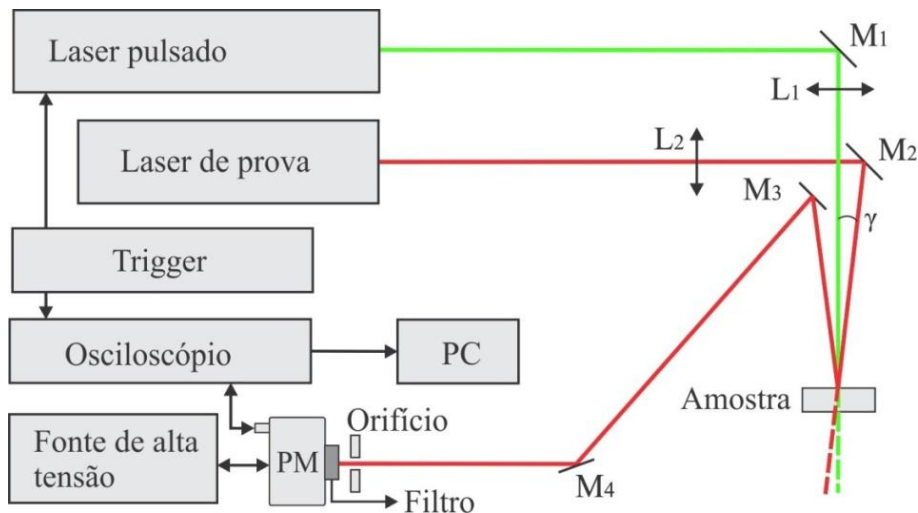 Laser pulsado
M1
L1
Laser de prova
L2
M2
M3
γ
Trigger
Osciloscópio
PC
Amostra
Fonte de alta
tensão
PM
Orifício
Filtro
M4